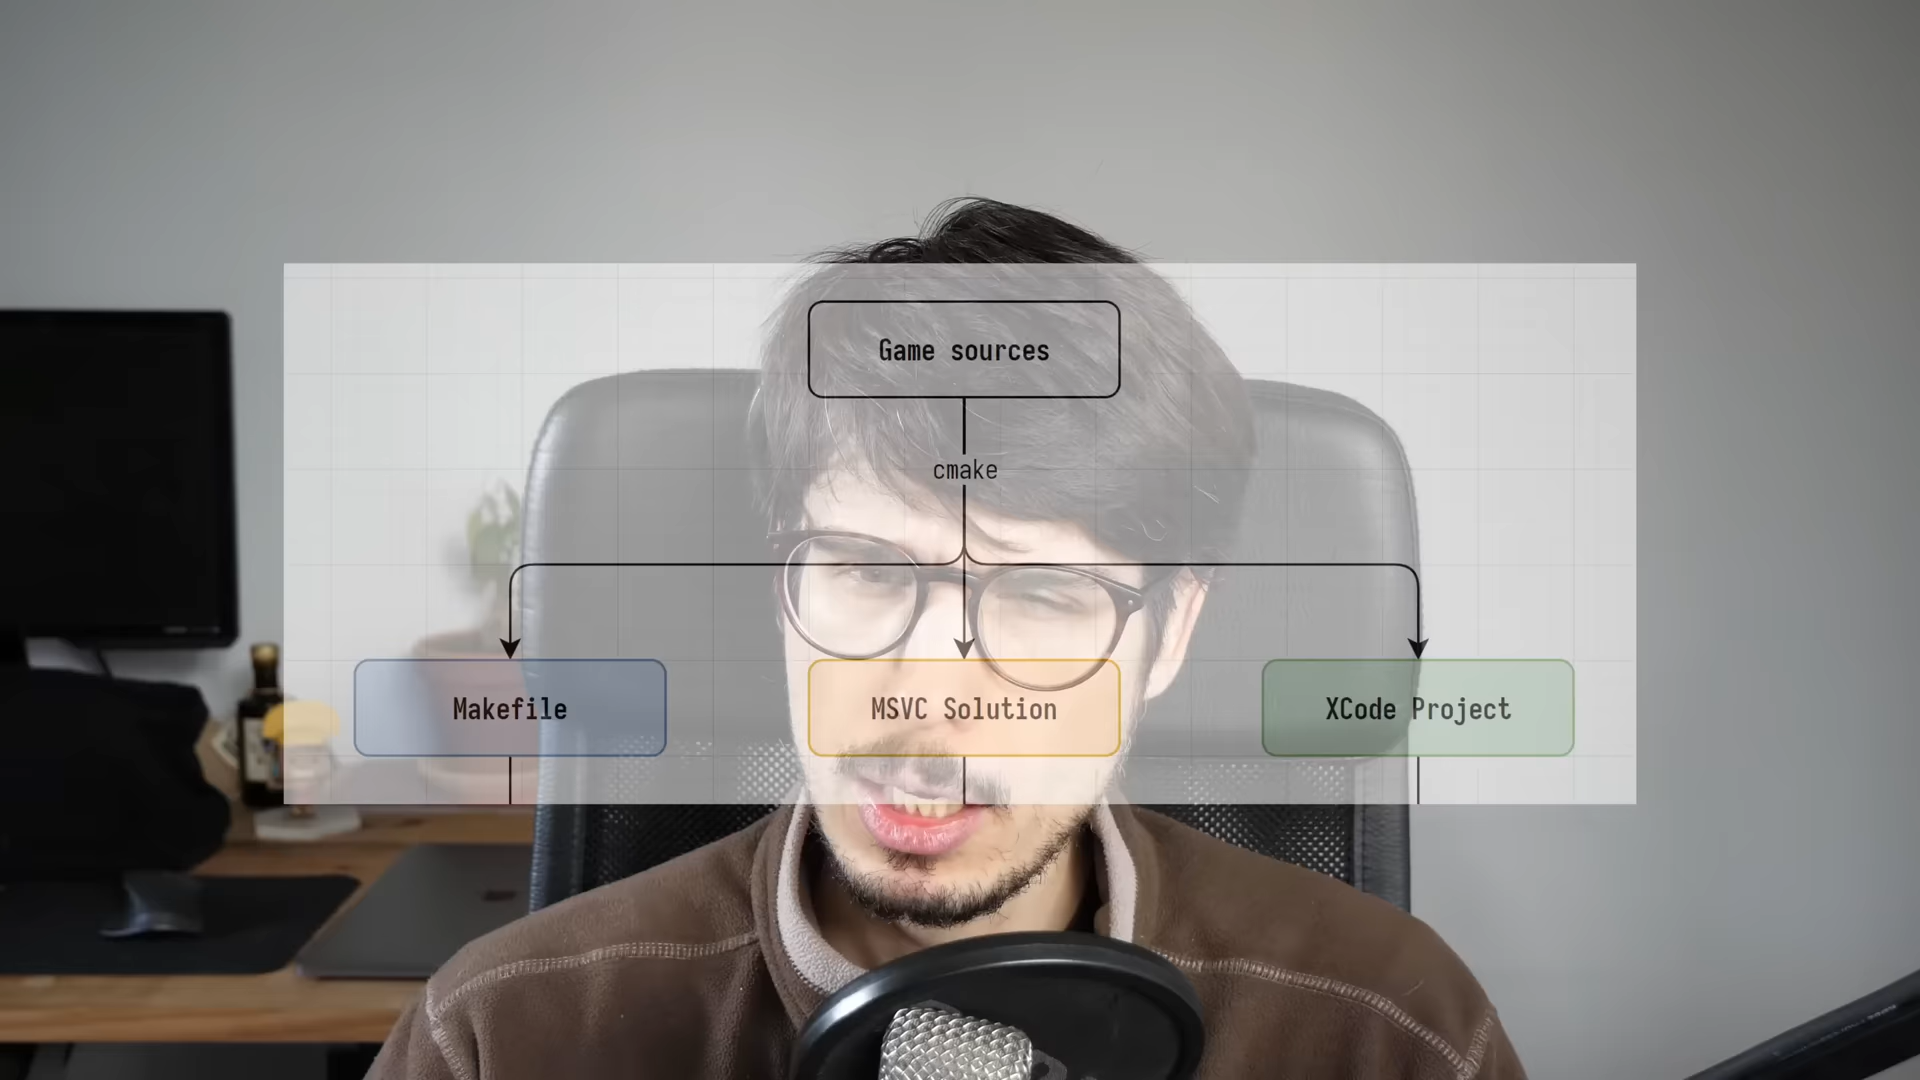 Game sources
cmake
Makefile
MSVC Solution
XCode Project